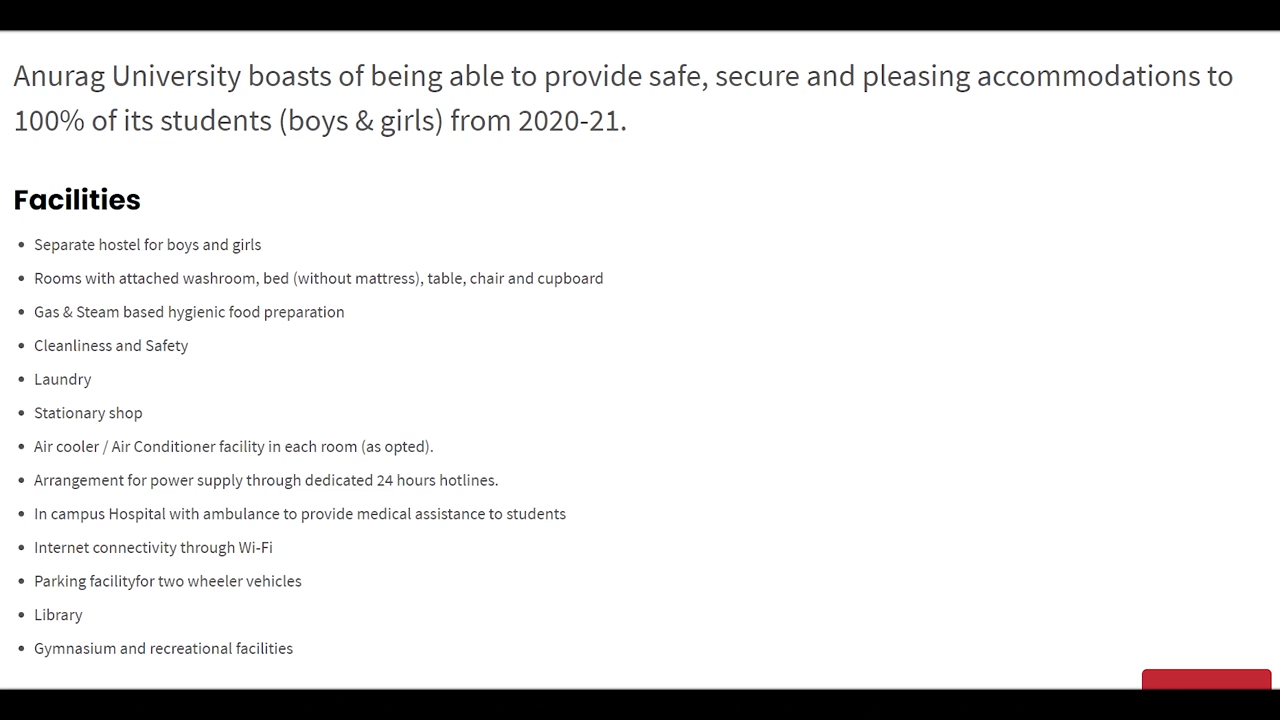 Anurag University boasts of being able to provide safe, secure and pleasing accommodations to
100% of its students (boys & girls) from 2020-21.
Facilities
• Separate hostel for boys and girls
• Rooms with attached washroom, bed (without mattress), table, chair and cupboard
• Gas & Steam based hygienic food preparation
• Cleanliness and Safety
• Laundry
• Stationary shop
• Air cooler / Air Conditioner facility in each room (as opted).
• Arrangement for power supply through dedicated 24 hours hotlines.
• In campus Hospital with ambulance to provide medical assistance to students
• Internet connectivity through Wi-Fi
• Parking facilityfor two wheeler vehicles
• Library
• Gymnasium and recreational facilities